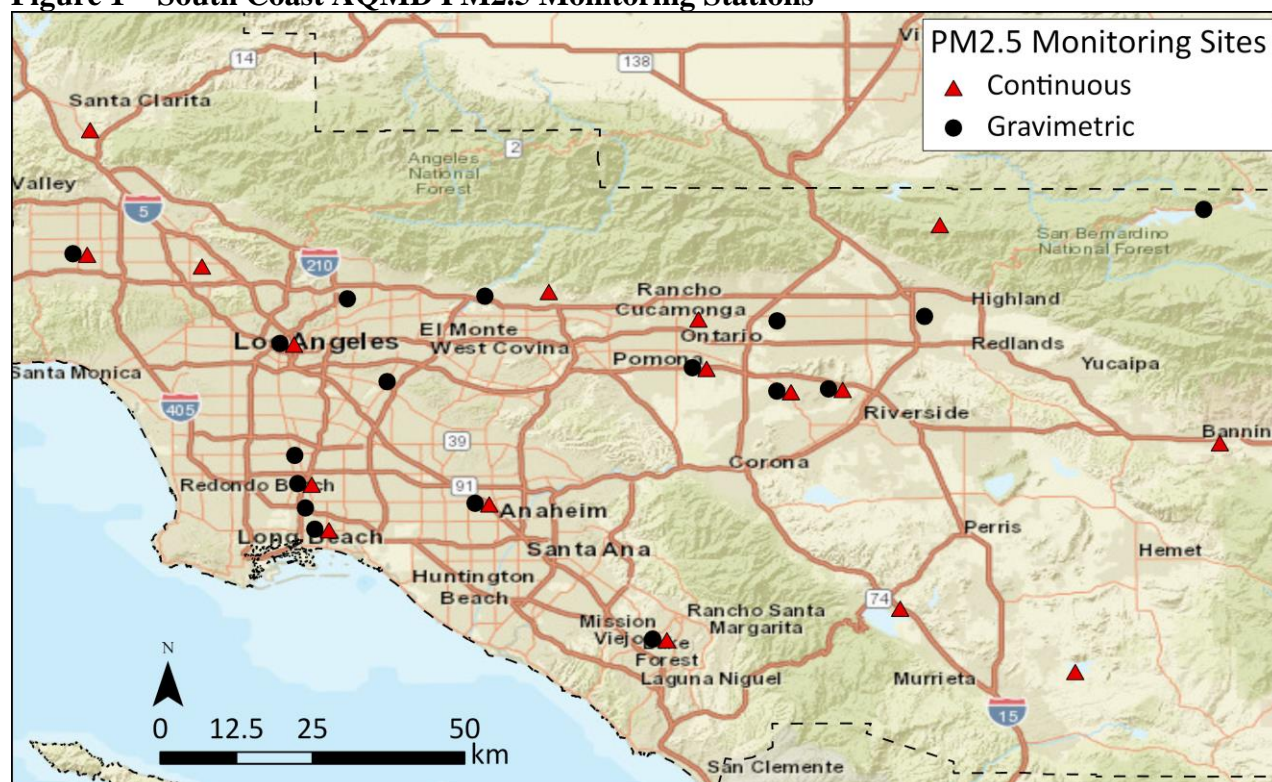 Figure 1 – South Coast AQMD PM2.5 Monitoring Stations
PM2.5 Monitoring Sites
Continuous
Gravimetric
Vi
14
138
Santa Clarita
2
Angeles
National
Forest
Valley
5
210
San Bernardino
National Forest
Rancho
Cucamonga
Highland
El Monte
West Covina
Los Angeles
Ontario
Redlands
Pomona
Yucaipa
Santa Monica
405
Riverside
39
Bannin
Corona
Redondo Beach
91
Anaheim
Perris
Long Beach
Santa Ana
Hemet
Huntington
Beach
74
Mission
Viejo
Rancho Santa
Margarita
Lake
Forest
Laguna Niguel
Murrieta
N
15
0 12.5 25 50
km
San Clemente